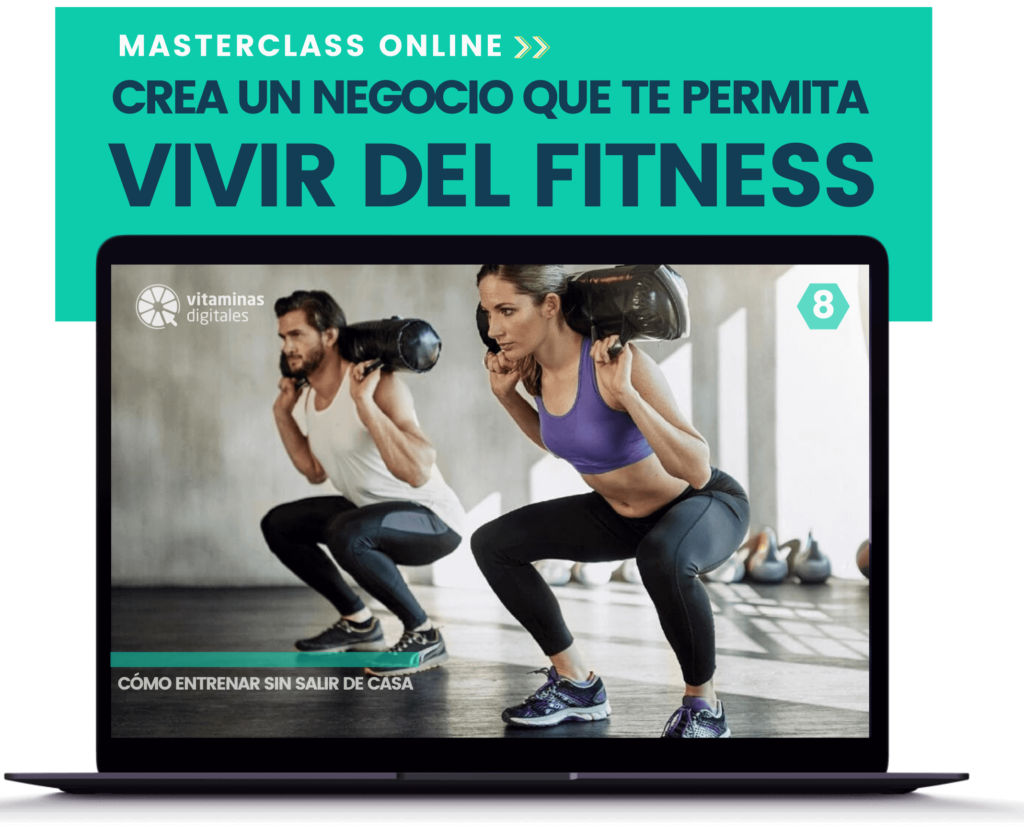 MASTERCLASS ONLINE
CREA UN NEGOCIO QUE TE PERMITA
VIVIR DEL FITNESS
vitaminas
digitales
8
CÓMO ENTRENAR SIN SALIR DE CASA